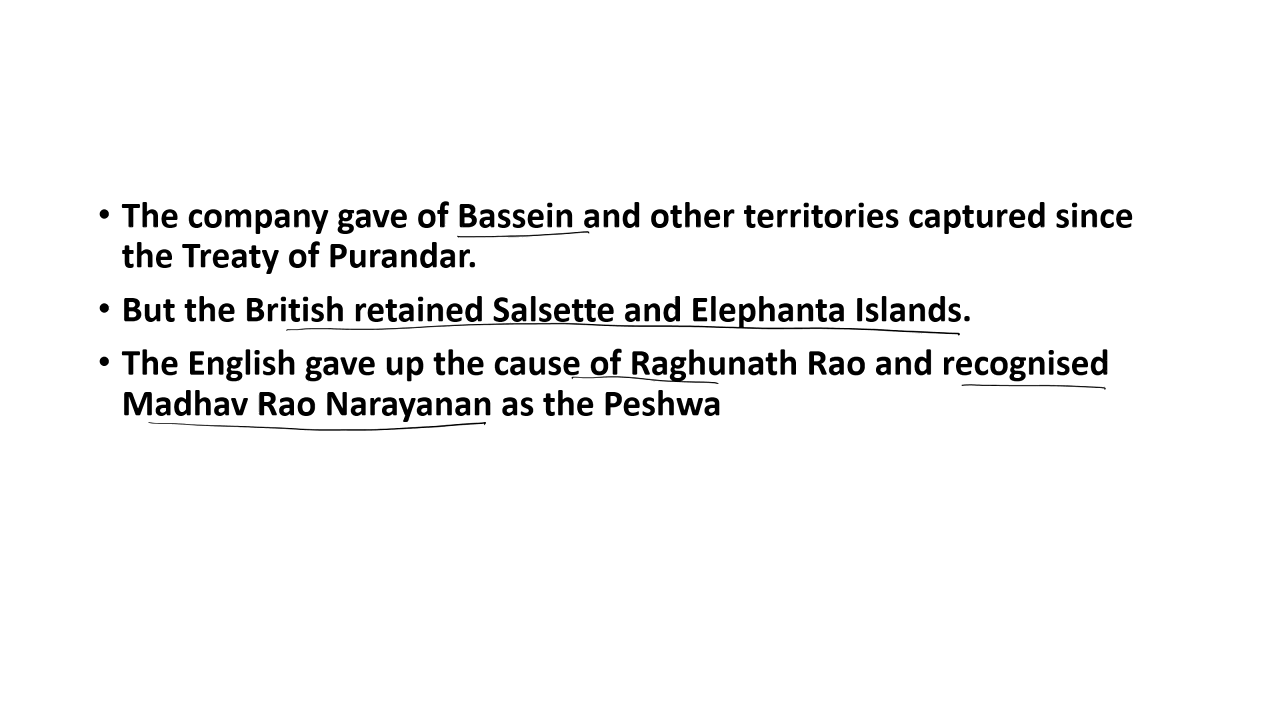 • The company gave of Bassein and other territories captured since
the Treaty of Purandar.
• But the British retained Salsette and Elephanta Islands.
• The English gave up the cause of Raghunath Rao and recognised
Madhav Rao Narayanan as the Peshwa